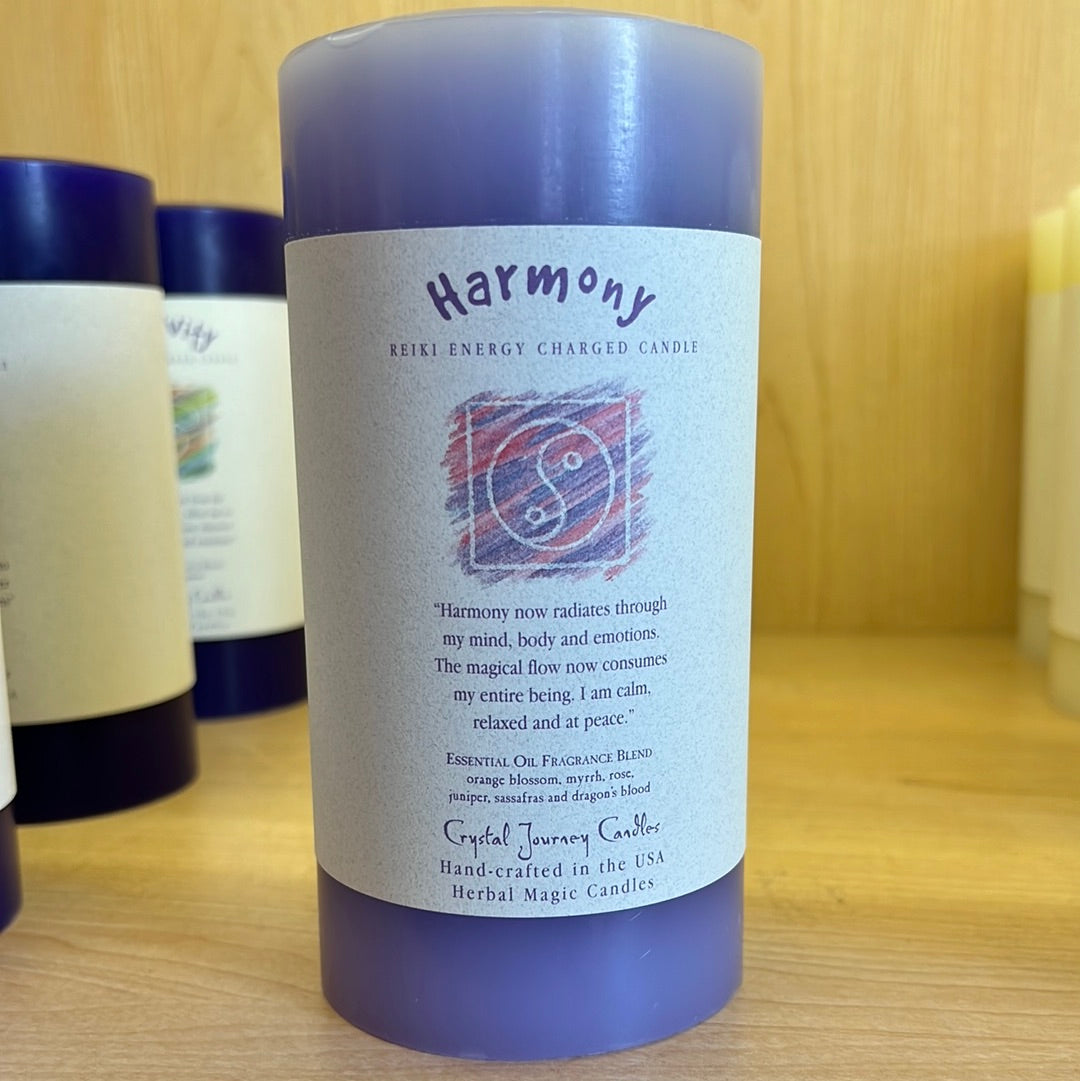 Harmony
REIKI ENERGY CHARGED CANDLE
“Harmony now radiates through
my mind, body and emotions.
The magical flow now consumes
my entire being. I am calm,
relaxed and at peace.”
ESSENTIAL OIL FRAGRANCE BLEND
orange blossom, myrrh, rose,
juniper, sassafras and dragon's blood
Crystal Journey Candles
Hand-crafted in the USA
Herbal Magic Candles